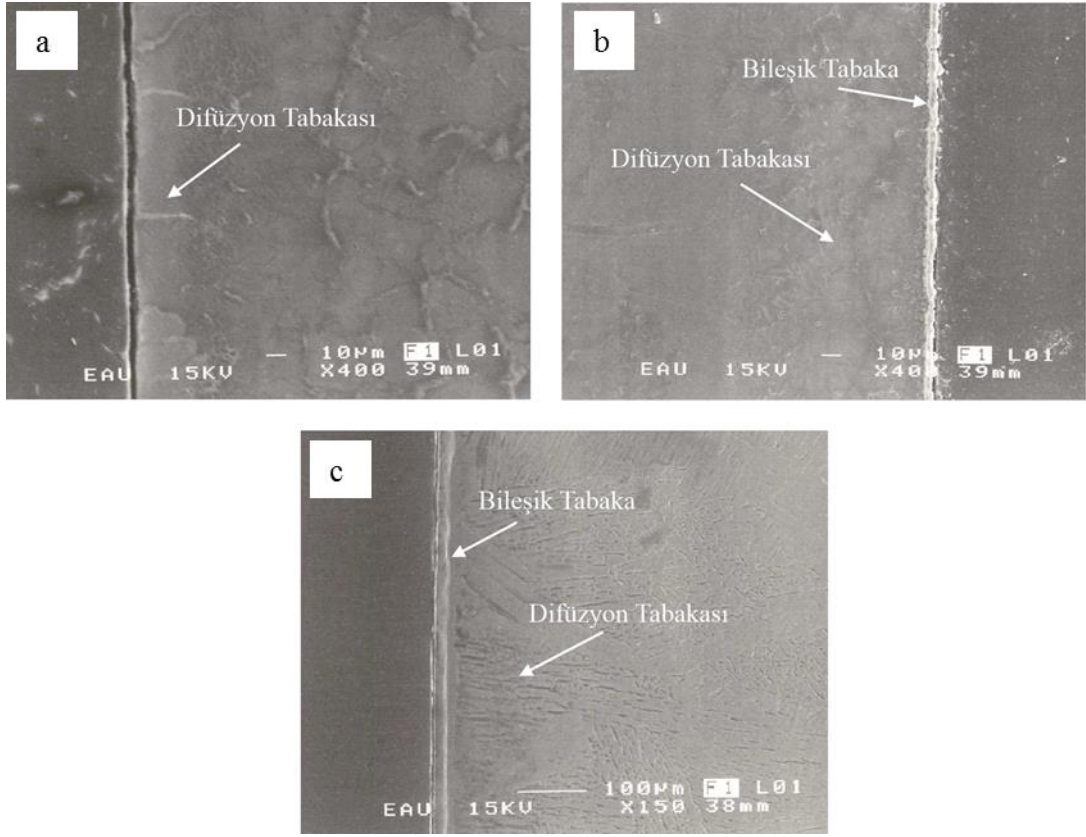 a
Difüzyon Tabakası
10µm F1 L01
EAU 15KV X400 39mm
b
Bileşik Tabaka
Difüzyon Tabakası
10µm F1 L01
EAU 15KV X400 39mm
c
Bileşik Tabaka
Difüzyon Tabakası
100µm F1 L01
EAU 15KV X150 38mm